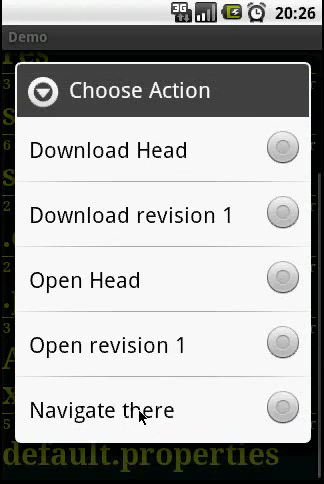 3G 20:26
Demo
Choose Action
Download Head
Download revision 1
Open Head
Open revision 1
Navigate there
default.properties